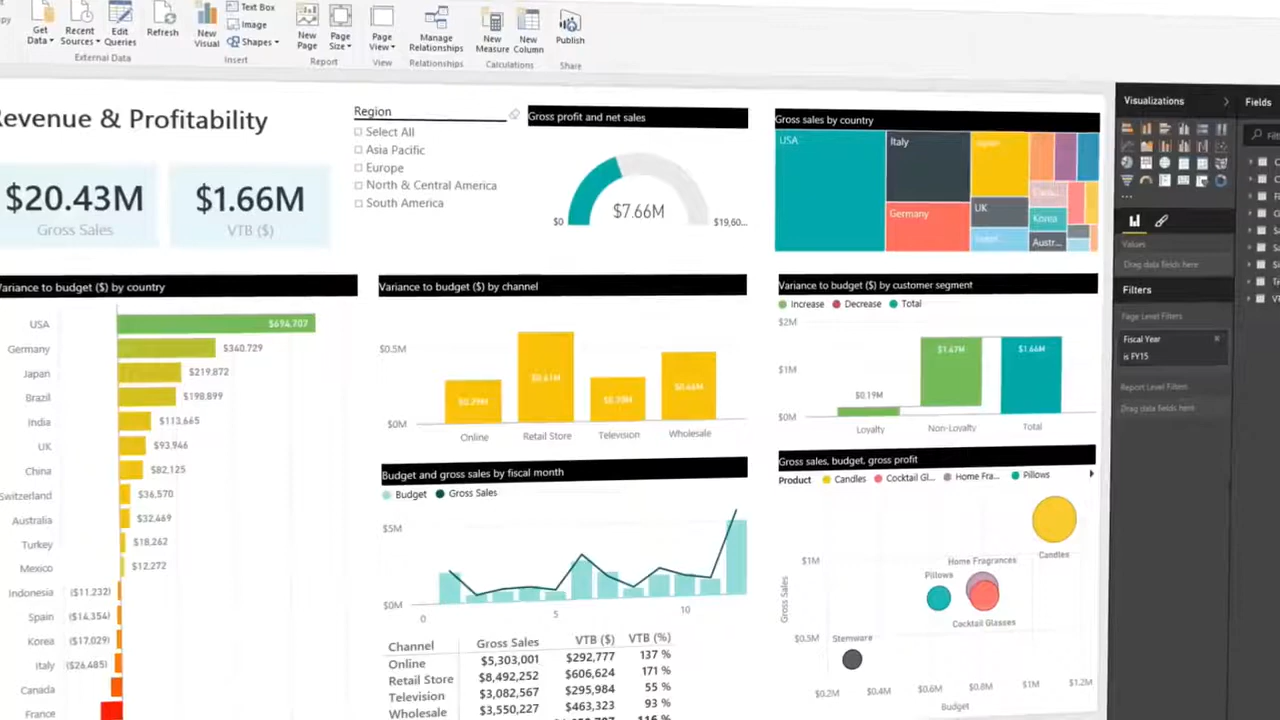 Text Box
Image
Shapes
Get Data
Recent Sources
Edit Queries
Refresh
New Visual
New Page
Page Size
Page View
Manage Relationships
New Measure
New Column
Publish
External Data
Insert
Report
View
Relationships
Calculations
Share
Revenue & Profitability
$20.43M
Gross Sales
$1.66M
VTB ($)
Region
Select All
Asia Pacific
Europe
North & Central America
South America
Gross profit and net sales
$7.66M
$0
$19,60...
Gross sales by country
USA
Italy
Japan
Germany
UK
Korea
Austr...
Variance to budget ($) by country
USA $694,707
Germany $340,729
Japan $219,872
Brazil $198,899
India $113,665
UK $93,946
China $82,125
Switzerland $36,570
Australia $32,469
Turkey $18,262
Mexico $12,272
Indonesia ($11,232)
Spain ($14,354)
Korea ($17,029)
Italy ($26,485)
Canada
France
Variance to budget ($) by channel
$0.5M
$0M
$0.29M
$0.61M
$0.30M
$0.46M
Online
Retail Store
Television
Wholesale
Budget and gross sales by fiscal month
Budget
Gross Sales
$5M
$0M
0
5
10
Channel Gross Sales VTB ($) VTB (%)
Online $5,303,001 $292,777 137 %
Retail Store $8,492,252 $606,624 171 %
Television $3,082,567 $295,984 55 %
Wholesale $3,550,227 $463,323 93 %
116 %
Variance to budget ($) by customer segment
Increase
Decrease
Total
$2M
$1M
$0M
$0.19M
$1.47M
$1.66M
Loyalty
Non-Loyalty
Total
Gross sales, budget, gross profit
Product Candles Cocktail Gl... Home Fra... Pillows
Gross Sales
$1M
$0.5M
Candles
Home Fragrances
Pillows
Cocktail Glasses
Stemware
$0.2M $0.4M $0.6M $0.8M $1M $1.2M
Budget
Visualizations
Values
Drag data fields here
Filters
Page Level Filters
Fiscal Year
is FY15
Report Level Filters
Drag data fields here
Fields